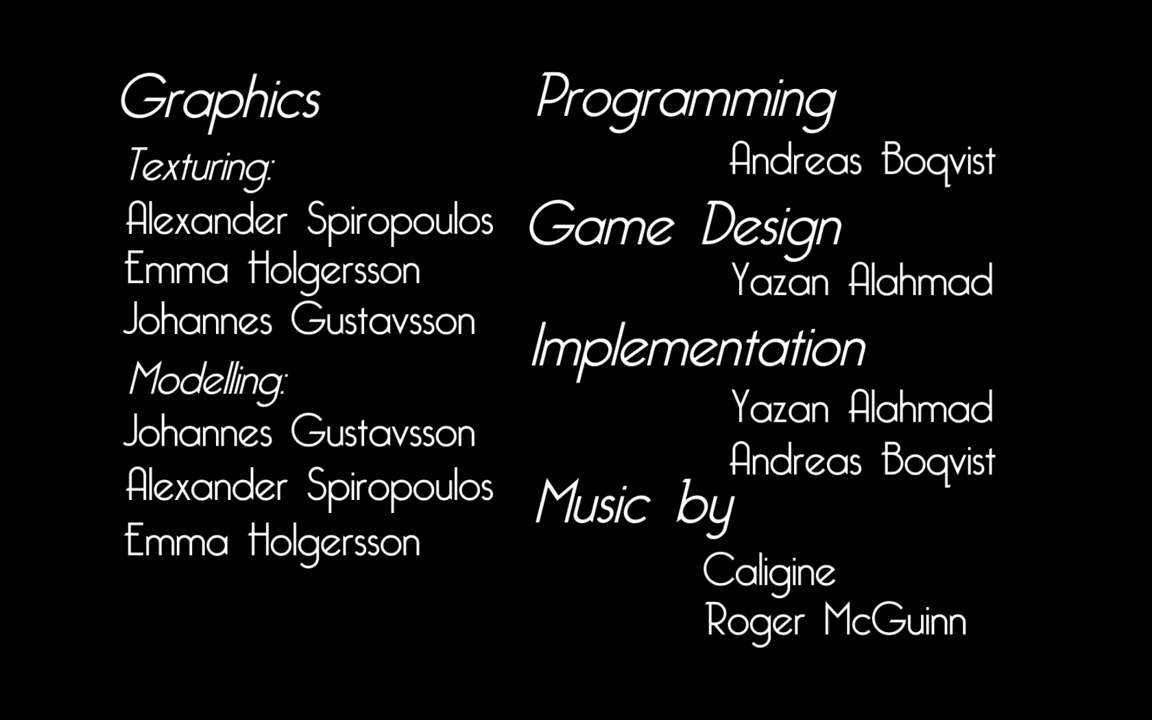 Graphics
Texturing:
Alexander Spiropoulos
Emma Holgersson
Johannes Gustavsson
Modelling:
Johannes Gustavsson
Alexander Spiropoulos
Emma Holgersson
Programming
Andreas Boqvist
Game Design
Yazan Alahmad
Implementation
Yazan Alahmad
Andreas Boqvist
Music by
Caligine
Roger McGuinn